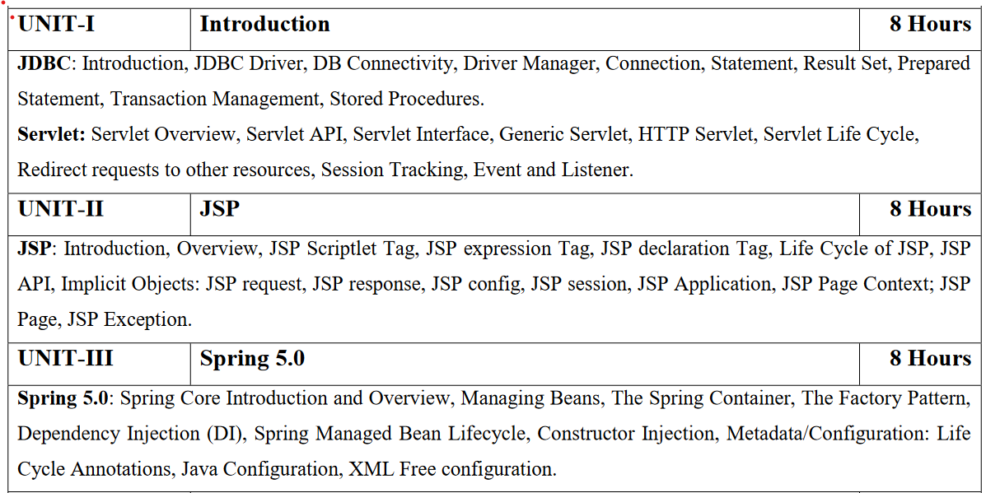 UNIT-I Introduction 8 Hours
JDBC: Introduction, JDBC Driver, DB Connectivity, Driver Manager, Connection, Statement, Result Set, Prepared
Statement, Transaction Management, Stored Procedures.
Servlet: Servlet Overview, Servlet API, Servlet Interface, Generic Servlet, HTTP Servlet, Servlet Life Cycle,
Redirect requests to other resources, Session Tracking, Event and Listener.
UNIT-II JSP 8 Hours
JSP: Introduction, Overview, JSP Scriptlet Tag, JSP expression Tag, JSP declaration Tag, Life Cycle of JSP, JSP
API, Implicit Objects: JSP request, JSP response, JSP config, JSP session, JSP Application, JSP Page Context; JSP
Page, JSP Exception.
UNIT-III Spring 5.0 8 Hours
Spring 5.0: Spring Core Introduction and Overview, Managing Beans, The Spring Container, The Factory Pattern,
Dependency Injection (DI), Spring Managed Bean Lifecycle, Constructor Injection, Metadata/Configuration: Life
Cycle Annotations, Java Configuration, XML Free configuration.